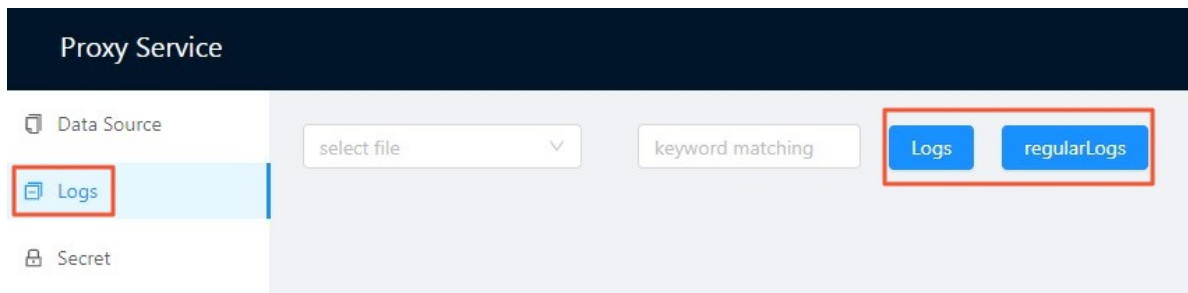 Proxy Service
Data Source
select file
keyword matching
Logs
regularLogs
Logs
Secret